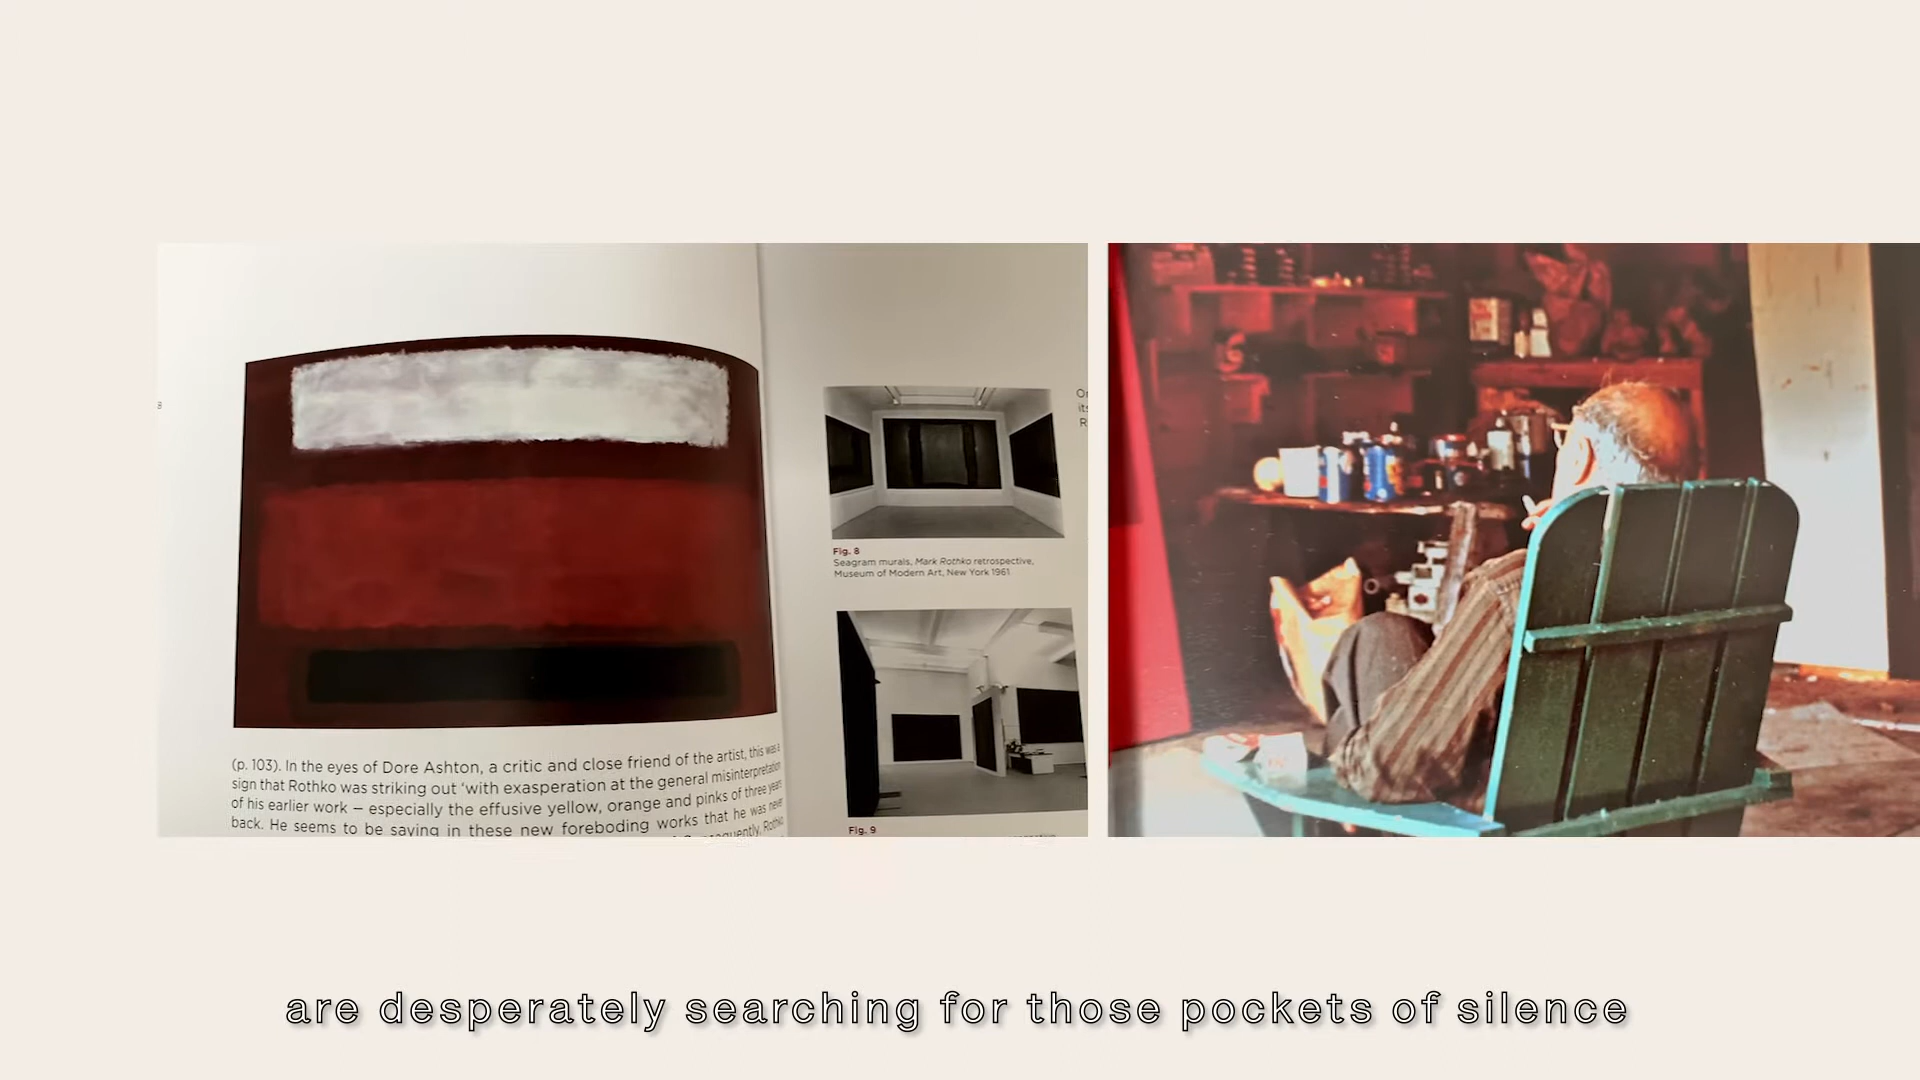 8
(p. 103). In the eyes of Dore Ashton, a critic and close friend of the artist, this was a
sign that Rothko was striking out ‘with exasperation at the general misinterpretation
of his earlier work – especially the effusive yellow, orange and pinks of three years
back. He seems to be saying in these new foreboding works that he was never
Rothko
Fig. 8
Seagram murals, Mark Rothko retrospective,
Museum of Modern Art, New York 1961
Fig. 9
are desperately searching for those pockets of silence